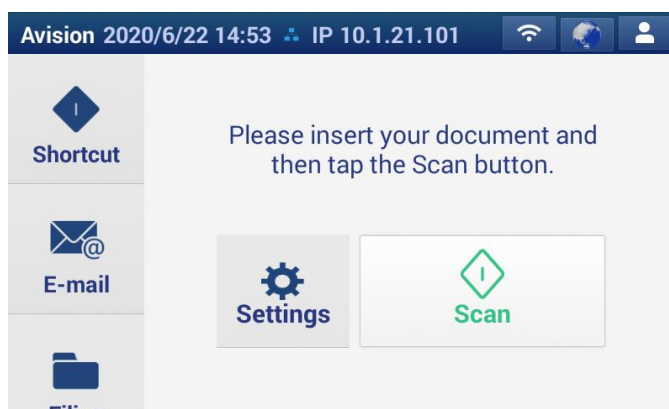 Avision 2020/6/22 14:53 IP 10.1.21.101
Shortcut
Please insert your document and
then tap the Scan button.
E-mail
Settings
Scan